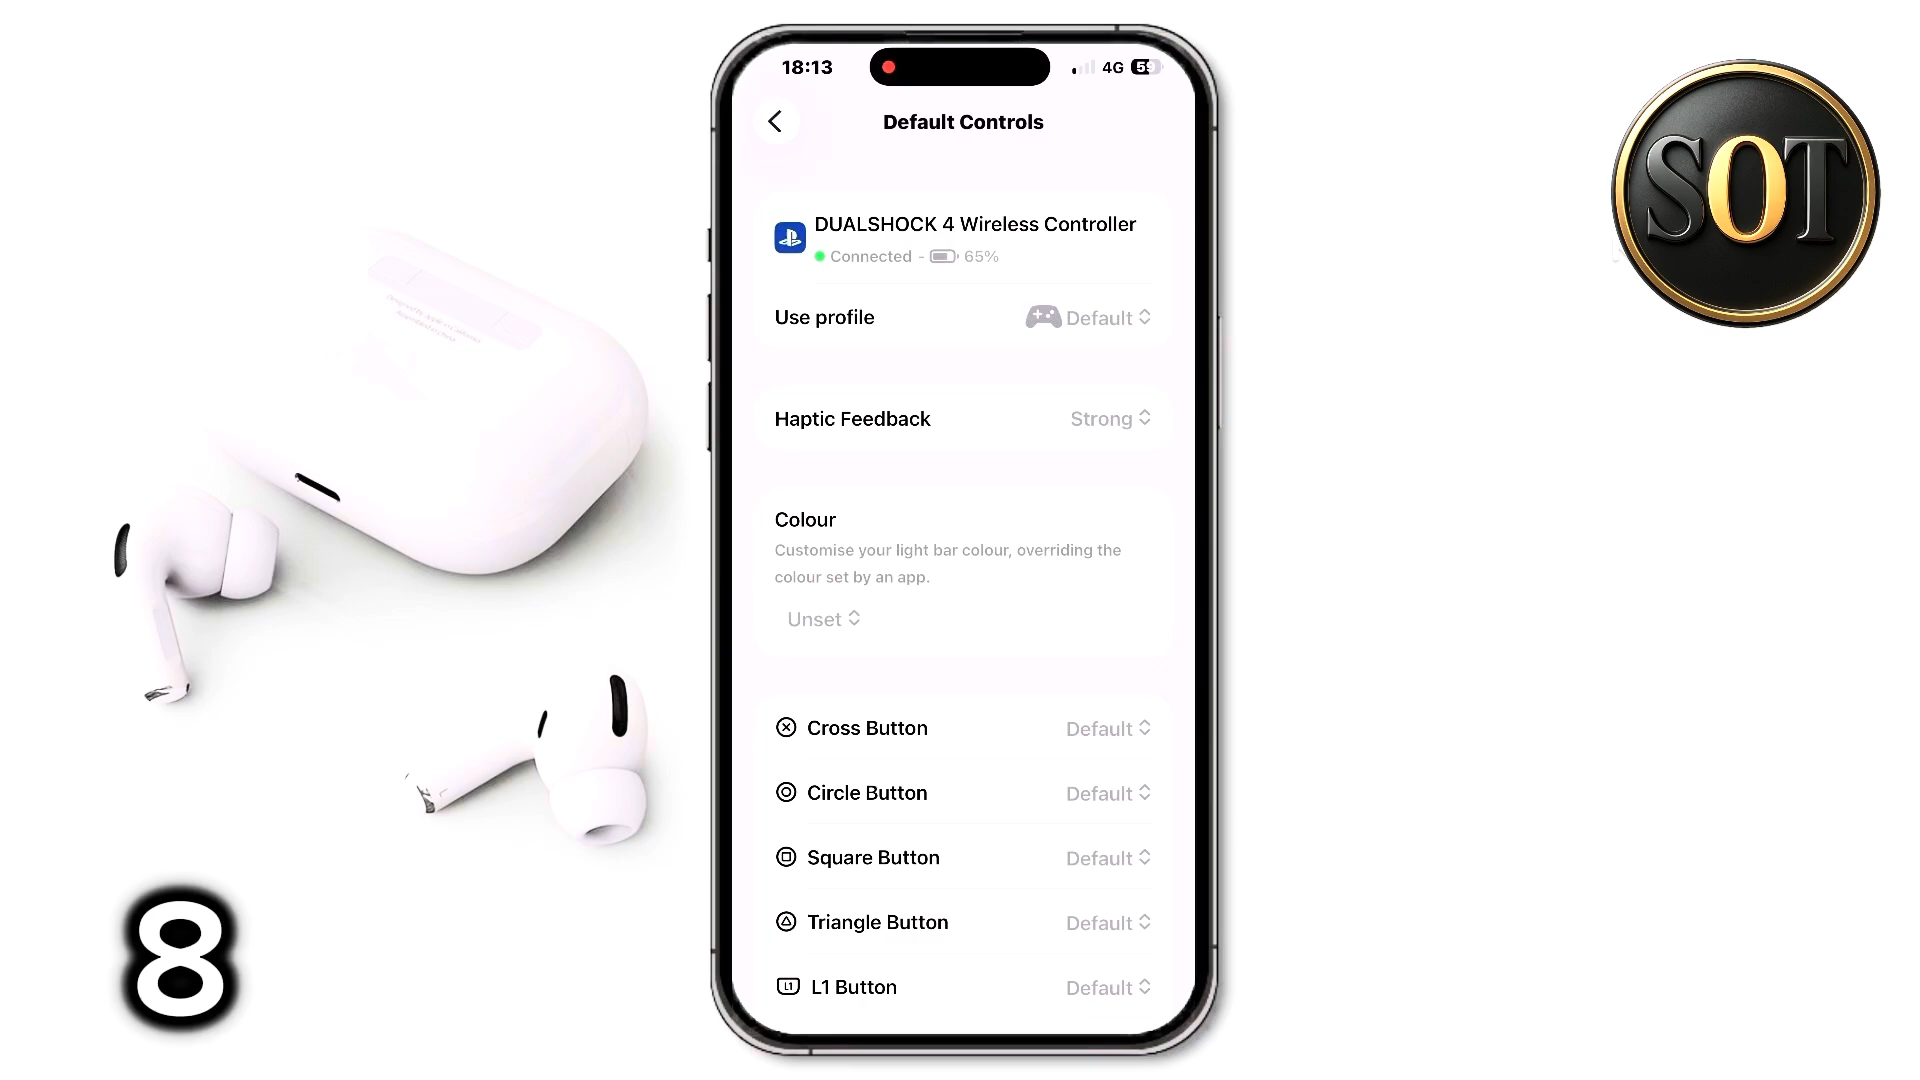 18:13
4G
Default Controls
DUALSHOCK 4 Wireless Controller
Connected - 65%
Use profile
Default
Haptic Feedback
Strong
Colour
Customise your light bar colour, overriding the
colour set by an app.
Unset
Cross Button
Default
Circle Button
Default
Square Button
Default
Triangle Button
Default
L1
L1 Button
Default
SOT
8